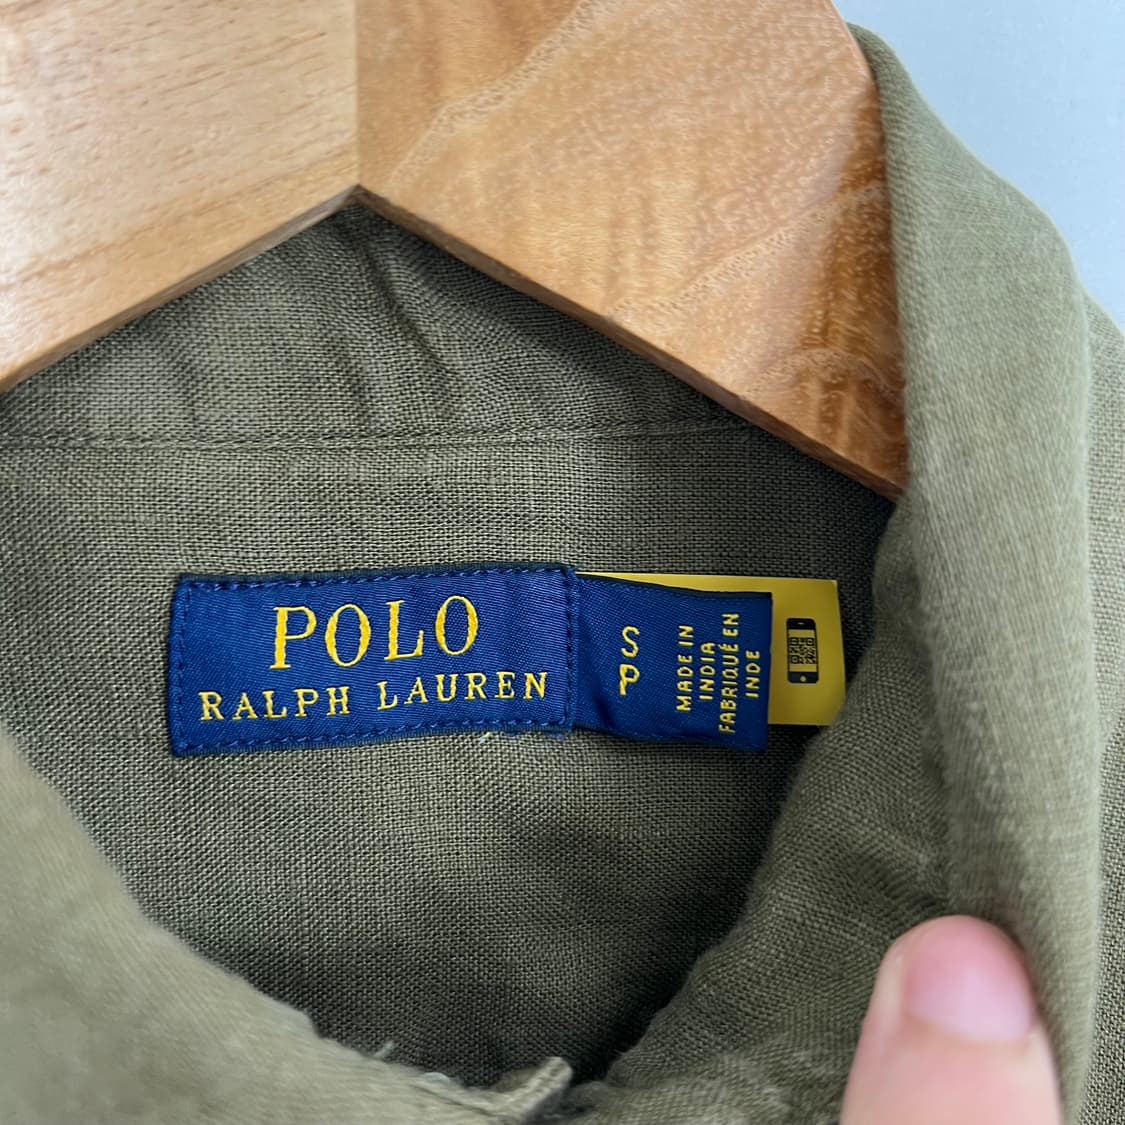 POLO
RALPH LAUREN
S
P
MADE IN
INDIA
FABRIQUÉ EN
INDE